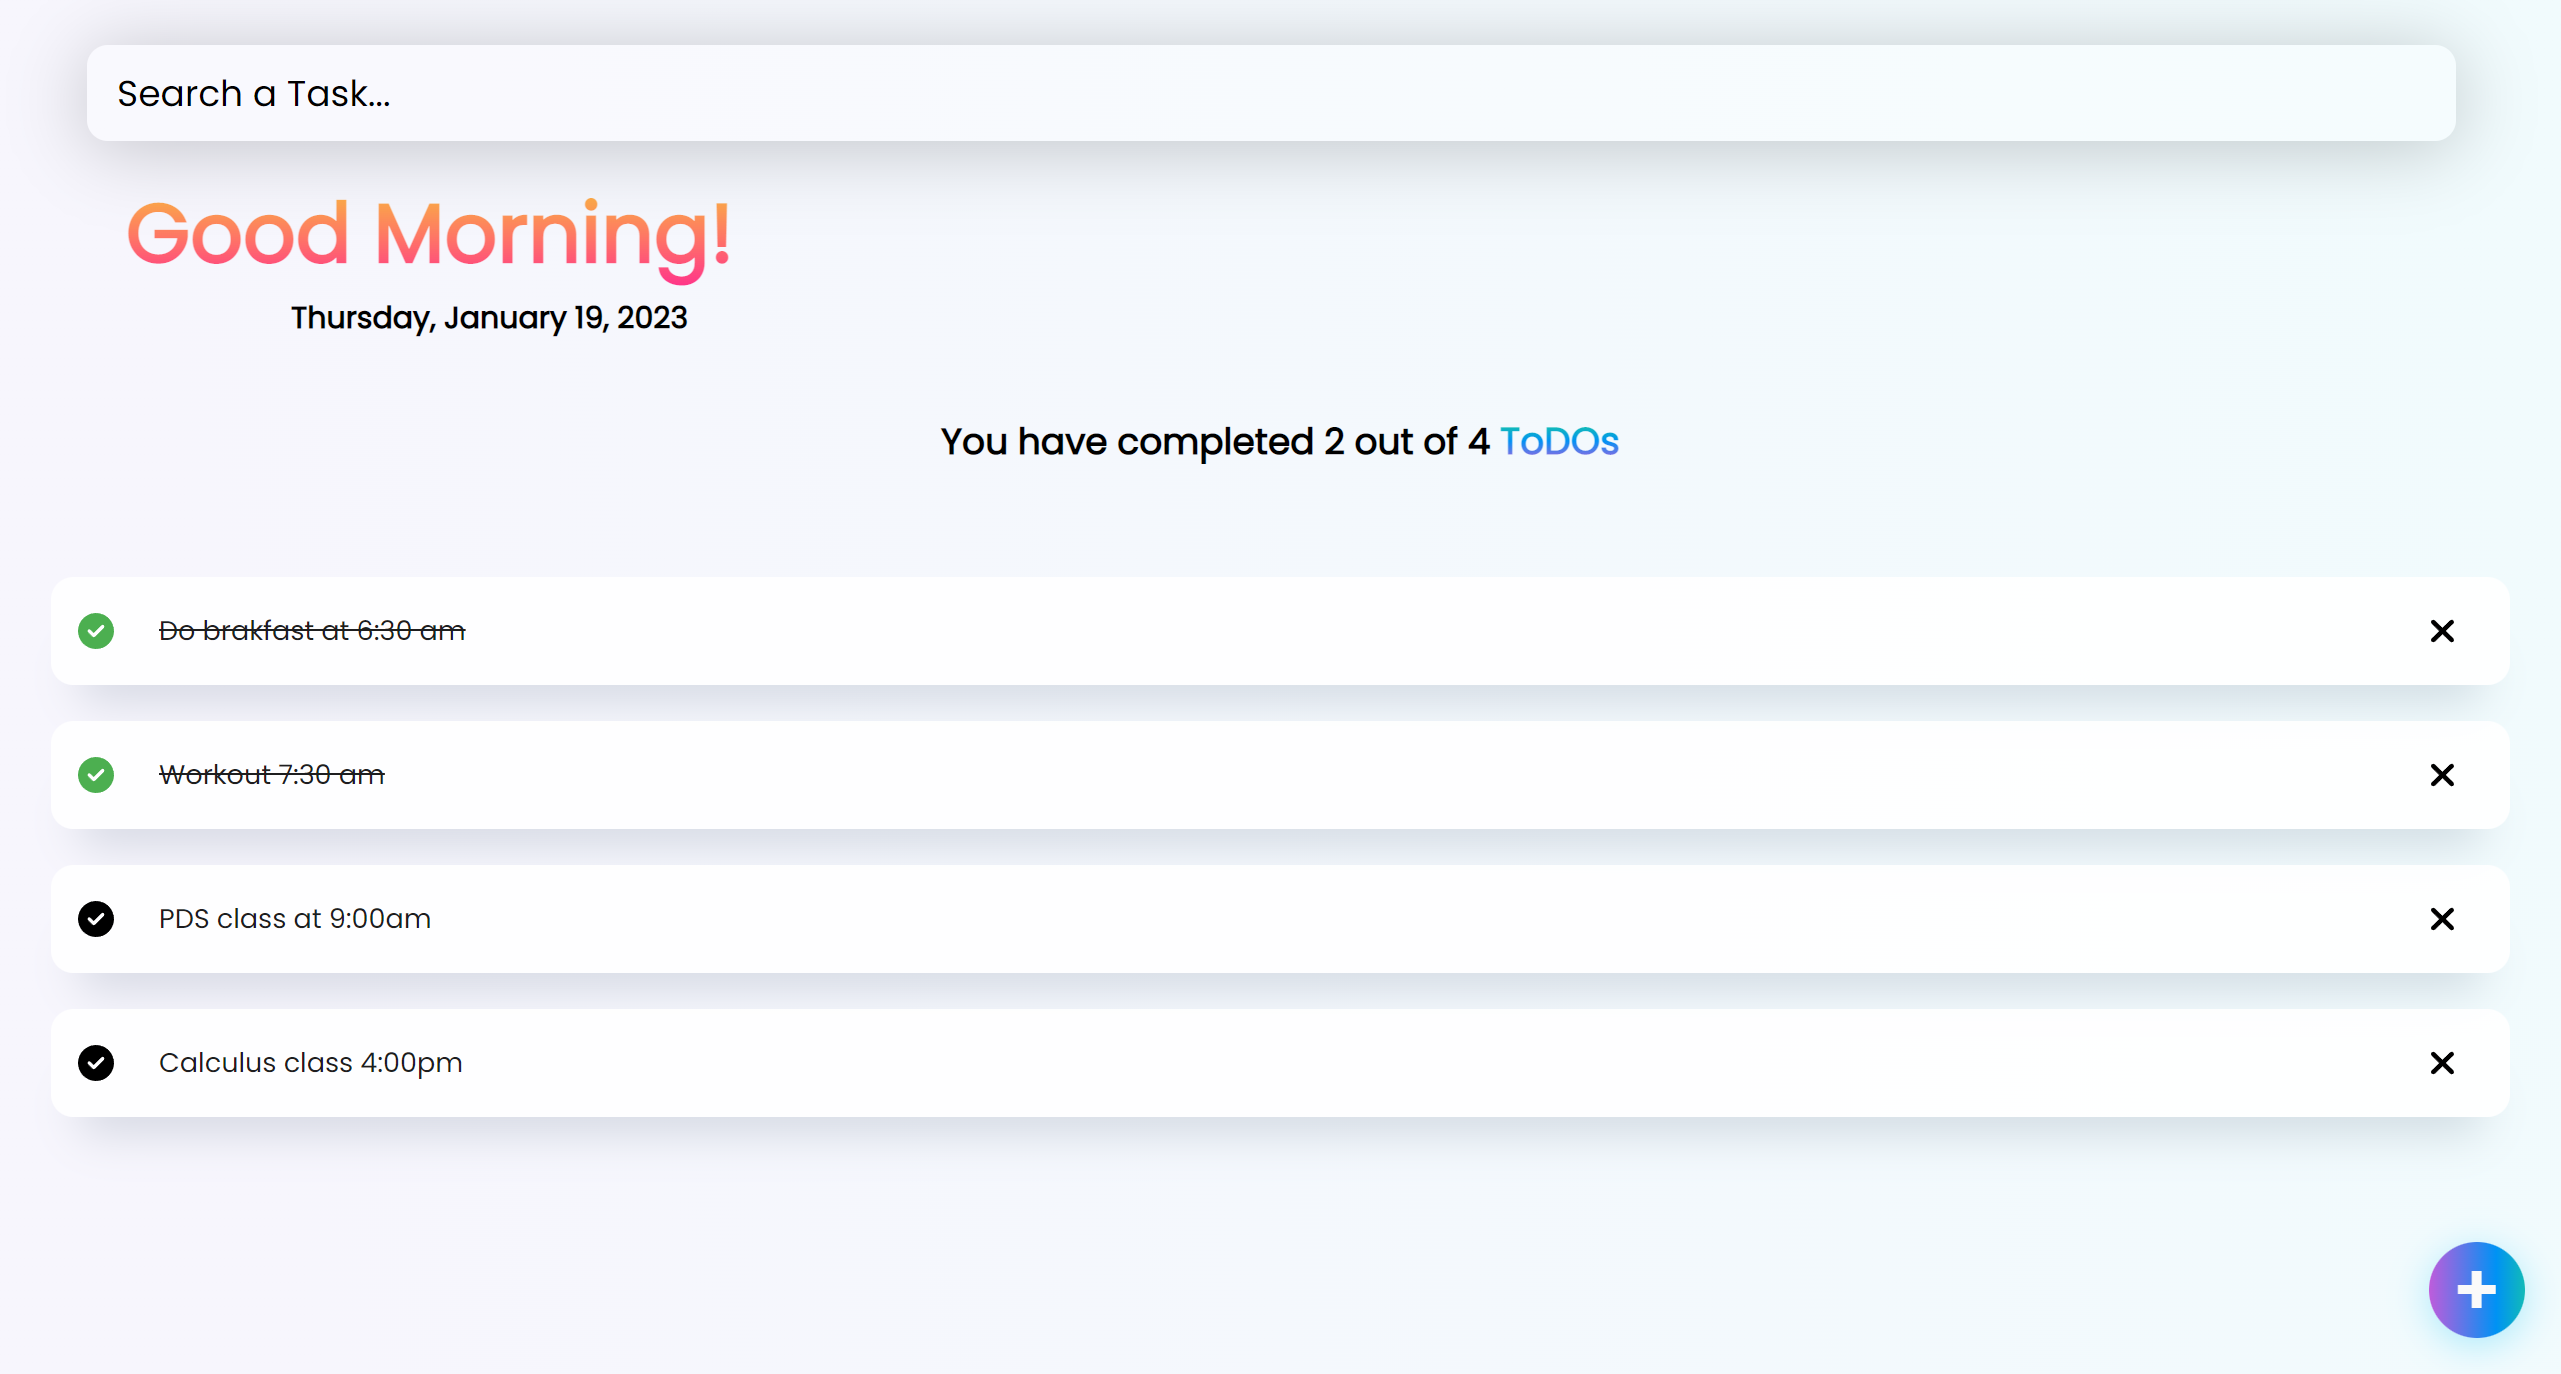 Search a Task...
Good Morning!
Thursday, January 19, 2023
You have completed 2 out of 4 ToDOs
Do brakfast at 6:30 am
Workout 7:30 am
PDS class at 9:00am
Calculus class 4:00pm